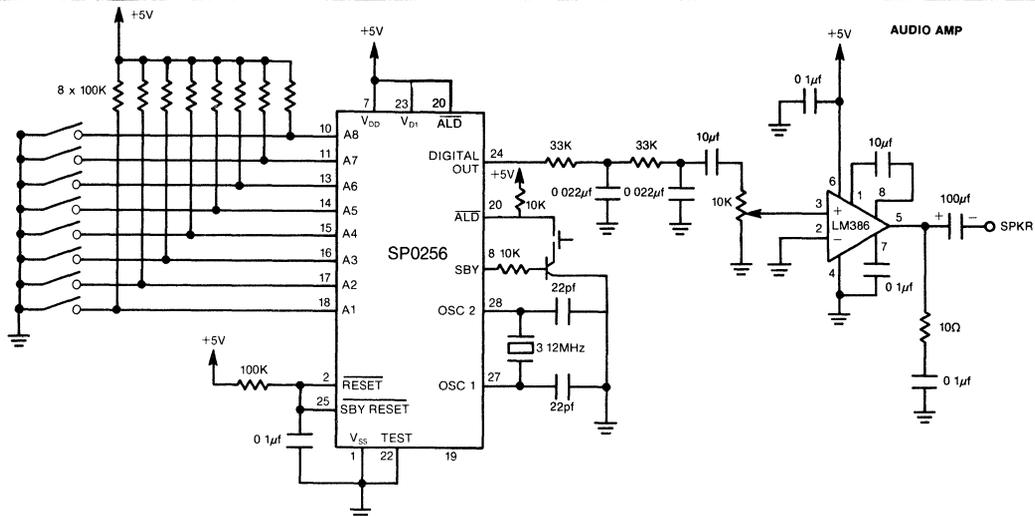 +5V
+5V
+5V
AUDIO AMP
8 x 100K
0 1µf
7
23
20
VDD
VD1
ALD
10
A8
11
A7
13
A6
14
A5
15
A4
16
A3
17
A2
18
A1
SP0256
DIGITAL
OUT
24
33K
33K
10µf
0 022µf
0 022µf
10K
+5V
10K
20
ALD
SBY
8
10K
22pf
OSC 2
28
3 12MHz
OSC 1
27
22pf
+5V
100K
2
RESET
25
SBY RESET
0 1µf
VSS
TEST
1
22
19
10µf
6
1
8
3
+
LM386
2
−
5
7
4
0 1µf
100µf
+
−
SPKR
10Ω
0 1µf